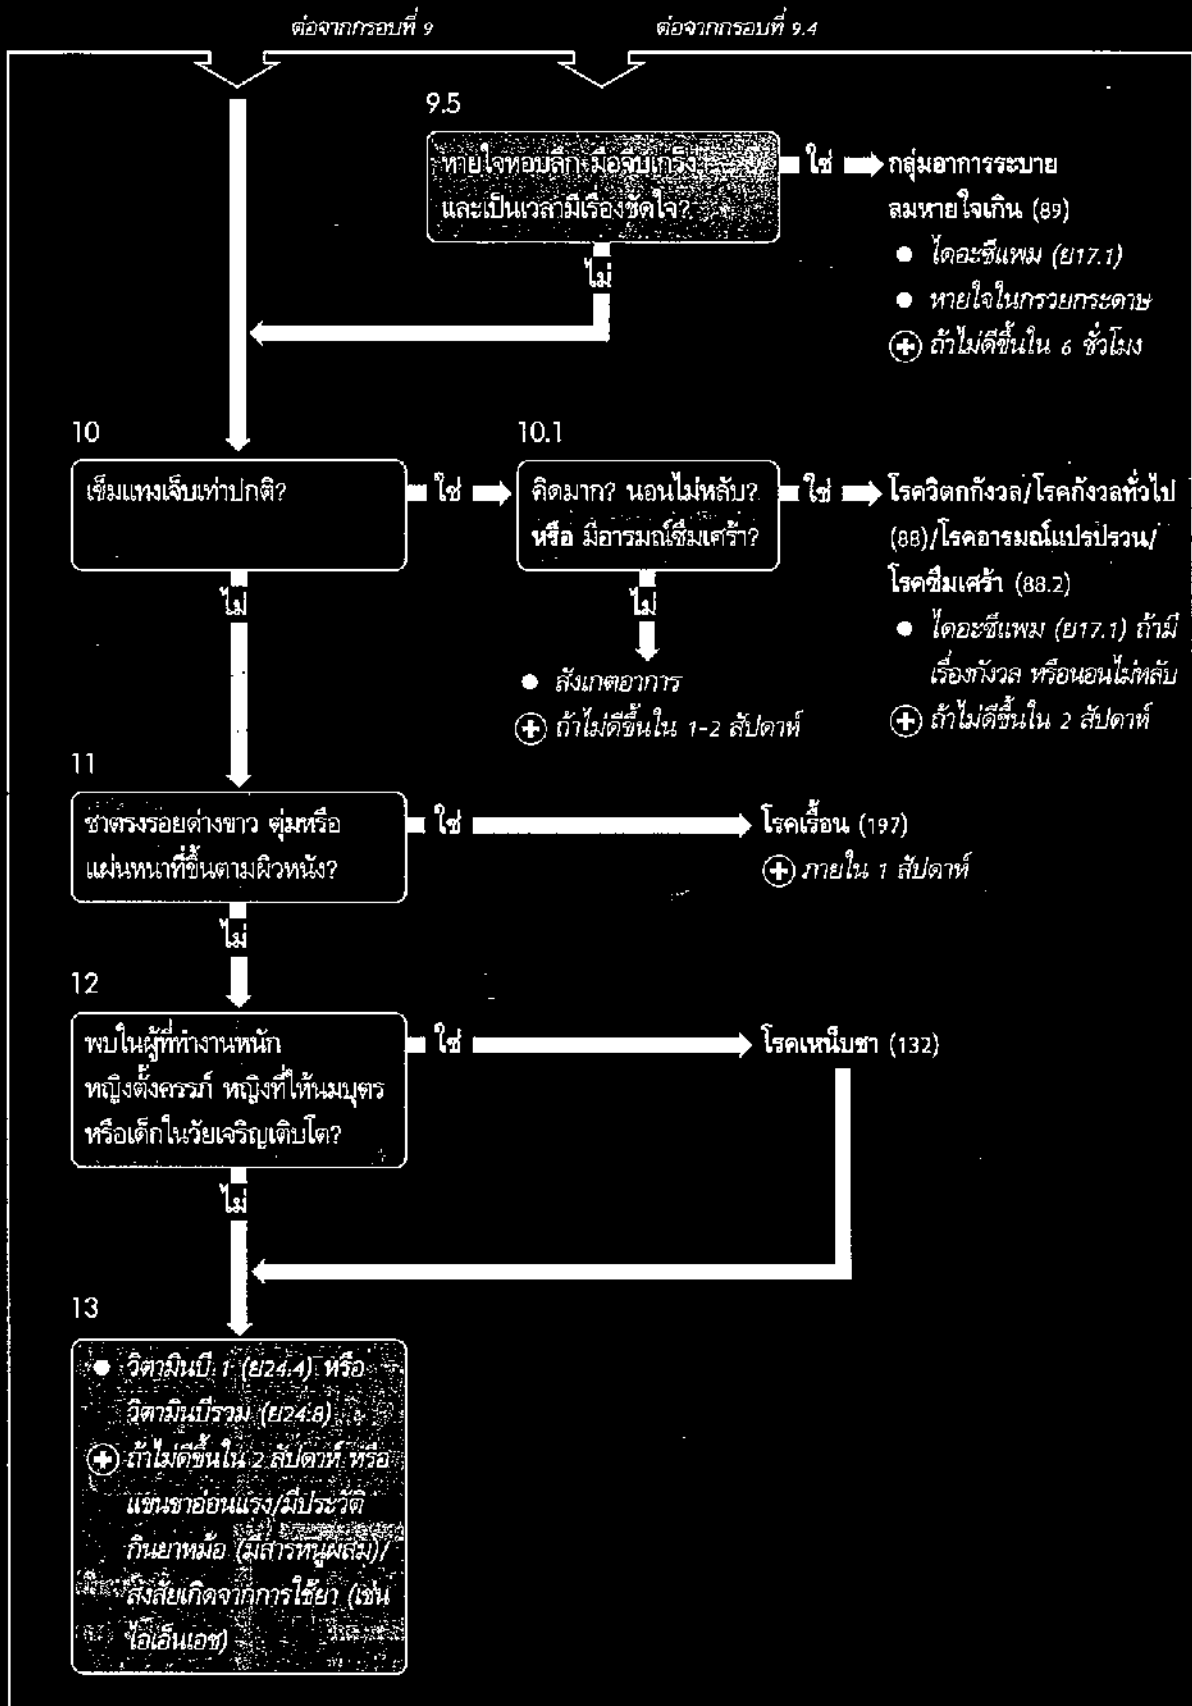 ต่อจากกรอบที่ 9
ต่อจากกรอบที่ 9.4
9.5
หายใจหอบลึก มือจีบเกร็ง
และเป็นเวลามีเรื่องขัดใจ?
ใช่
กลุ่มอาการระบาย
ลมหายใจเกิน (89)
● ไดอะซีแพม (ย17.1)
● หายใจในกรวยกระดาษ
⊕ ถ้าไม่ดีขึ้นใน 6 ชั่วโมง
ไม่
10
เข็มแทงเจ็บเท่าปกติ?
ใช่
10.1
คิดมาก? นอนไม่หลับ?
หรือ มีอารมณ์ซึมเศร้า?
ใช่
โรควิตกกังวล/โรคกังวลทั่วไป
(88)/โรคอารมณ์แปรปรวน/
โรคซึมเศร้า (88.2)
● ไดอะซีแพม (ย17.1) ถ้ามี
เรื่องกังวล หรือนอนไม่หลับ
⊕ ถ้าไม่ดีขึ้นใน 2 สัปดาห์
ไม่
● สังเกตอาการ
⊕ ถ้าไม่ดีขึ้นใน 1-2 สัปดาห์
ไม่
11
ชาตรงรอยด่างขาว ตุ่มหรือ
แผ่นหนาที่ขึ้นตามผิวหนัง?
ใช่
โรคเรื้อน (197)
⊕ ภายใน 1 สัปดาห์
ไม่
12
พบในผู้ที่ทำงานหนัก
หญิงตั้งครรภ์ หญิงที่ให้นมบุตร
หรือเด็กในวัยเจริญเติบโต?
ใช่
โรคเหน็บชา (132)
ไม่
13
● วิตามินบี 1 (ย24.4) หรือ
วิตามินบีรวม (ย24.8)
⊕ ถ้าไม่ดีขึ้นใน 2 สัปดาห์ หรือ
แขนขาอ่อนแรง/มีประวัติ
กินยาหม้อ (มีสารหนูผสม)/
สงสัยเกิดจากการใช้ยา (เช่น
ไอเอ็นเอช)